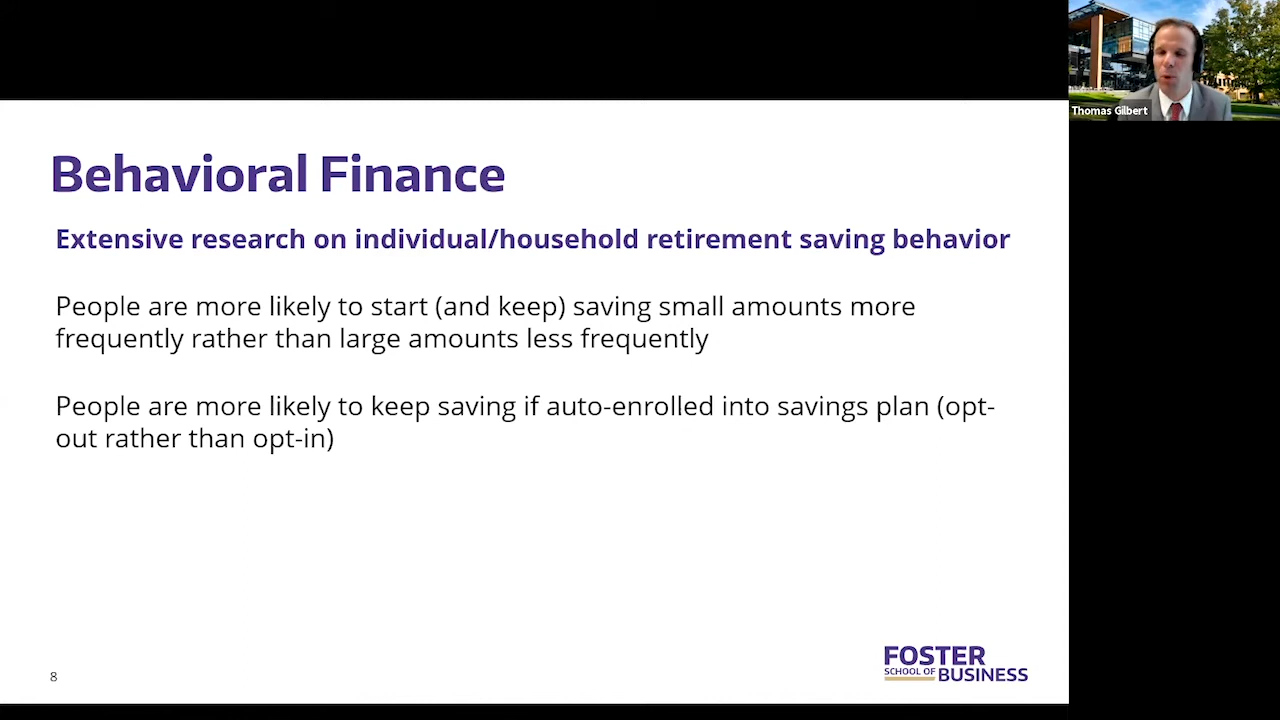 Thomas Gilbert
Behavioral Finance
Extensive research on individual/household retirement saving behavior
People are more likely to start (and keep) saving small amounts more
frequently rather than large amounts less frequently
People are more likely to keep saving if auto-enrolled into savings plan (opt-
out rather than opt-in)
8
FOSTER
SCHOOL OF BUSINESS